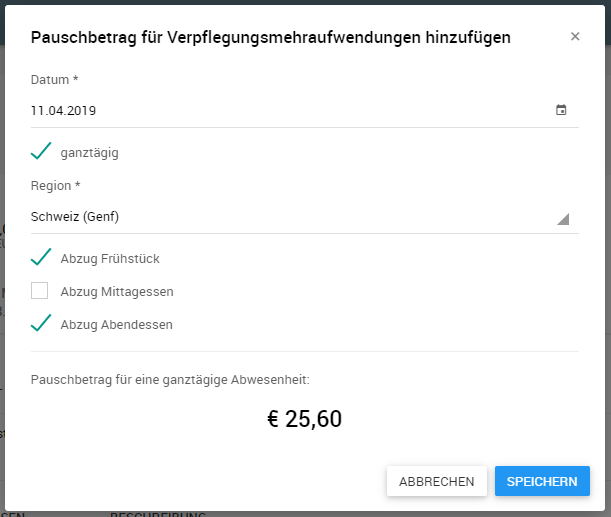 Pauschbetrag für Verpflegungsmehraufwendungen hinzufügen
Datum *
11.04.2019
ganztägig
Region *
Schweiz (Genf)
Abzug Frühstück
Abzug Mittagessen
Abzug Abendessen
Pauschbetrag für eine ganztägige Abwesenheit:
€ 25,60
ABBRECHEN SPEICHERN